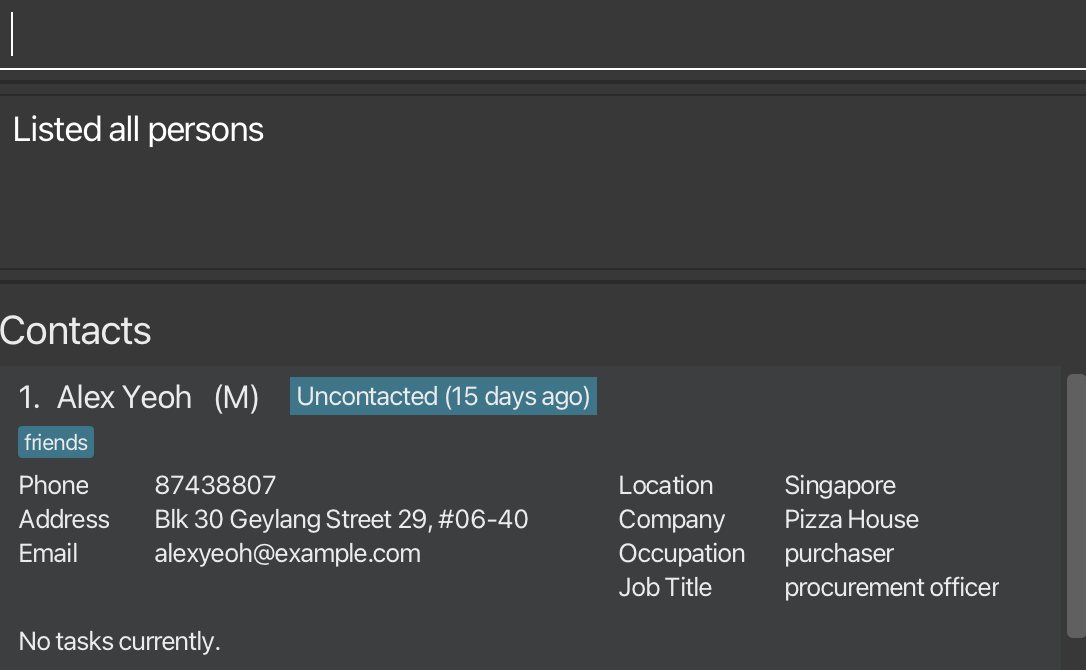 Listed all persons
Contacts
1. Alex Yeoh (M) Uncontacted (15 days ago)
friends
Phone 87438807 Location Singapore
Address Blk 30 Geylang Street 29, #06-40 Company Pizza House
Email alexyeoh@example.com Occupation purchaser
Job Title procurement officer
No tasks currently.